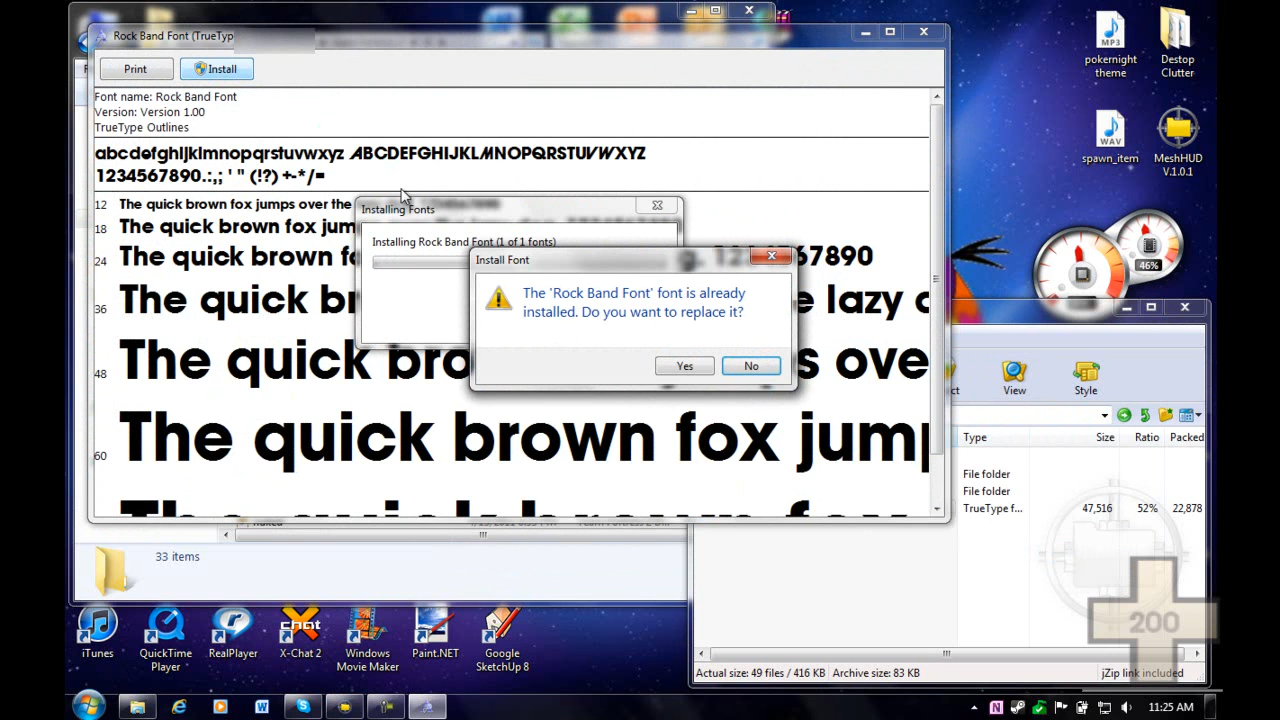 Rock Band Font (TrueTyp
Print
Install
Font name: Rock Band Font
Version: Version 1.00
TrueType Outlines
abcdefghijklmnopqrstuvwxyz ABCDEFGHIJKLMNOPQRSTUVWXYZ
1234567890.:,; ' " (!?) +-*/=
12 The quick brown fox jumps over the
18 The quick brown fox jum
24 The quick brown f 1234567890
36 The quick br e lazy
48 The quick bro s ove
60 The quick brown fox jump
Installing Fonts
Installing Rock Band Font (1 of 1 fonts)
Install Font
The 'Rock Band Font' font is already
installed. Do you want to replace it?
Yes
No
33 items
MP3
pokernight
theme
Destop
Clutter
WAV
spawn_item
MeshHUD
V.1.0.1
46%
View
Style
Type
Size
Ratio
Packed
File folder
File folder
TrueType f...
47,516
52%
22,878
200
Actual size: 49 files / 416 KB
Archive size: 83 KB
jZip link included
iTunes
QuickTime
Player
RealPlayer
X-Chat 2
Windows
Movie Maker
Paint.NET
Google
SketchUp 8
11:25 AM